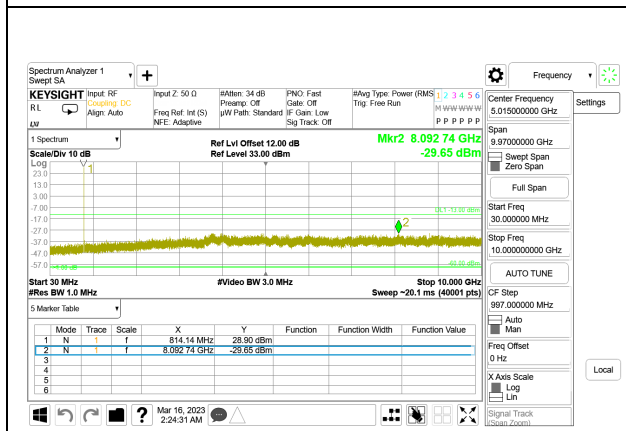 Spectrum Analyzer 1
Swept SA
Frequency
KEYSIGHT Input: RF Input Z: 50 Ω #Atten: 34 dB PNO: Fast #Avg Type: Power (RMS 1 2 3 4 5 6
RL Coupling: DC Preamp: Off Gate: Off Trig: Free Run M W W W W W
Align: Auto Freq Ref: Int (S) µW Path: Standard IF Gain: Low
LXI NFE: Adaptive Sig Track: Off P P P P P P
Center Frequency
5.015000000 GHz
Settings
1 Spectrum
Ref Lvl Offset 12.00 dB
Mkr2 8.092 74 GHz
Scale/Div 10 dB
Ref Level 33.00 dBm
-29.65 dBm
Span
9.97000000 GHz
Swept Span
Zero Span
Full Span
Log
23.0
13.0
3.00
-7.00
-17.0
-27.0
-37.0
-47.0
-57.0
1
2
DL1 -13.00 dBm
Start Freq
30.000000 MHz
Stop Freq
10.000000000 GHz
AUTO TUNE
Start 30 MHz #Video BW 3.0 MHz Stop 10.000 GHz
#Res BW 1.0 MHz Sweep ~20.1 ms (40001 pts)
CF Step
997.000000 MHz
Auto
Man
5 Marker Table
Mode Trace Scale X Y Function Function Width Function Value
1 N 1 f 814.14 MHz 28.90 dBm
2 N 1 f 8.092 74 GHz -29.65 dBm
3
4
5
6
Freq Offset
0 Hz
X Axis Scale
Log
Lin
Local
Signal Track
(Span Zoom)
? Mar 16, 2023
2:24:31 AM